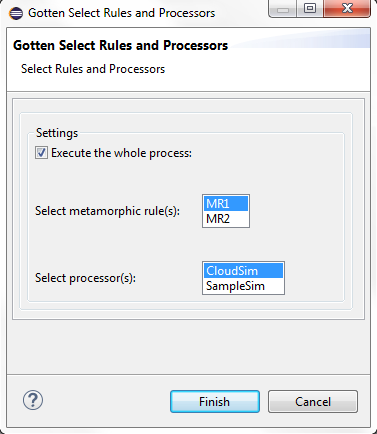 Gotten Select Rules and Processors
Gotten Select Rules and Processors
Select Rules and Processors
Settings
Execute the whole process:
Select metamorphic rule(s):
MR1
MR2
Select processor(s):
CloudSim
SampleSim
?
Finish
Cancel